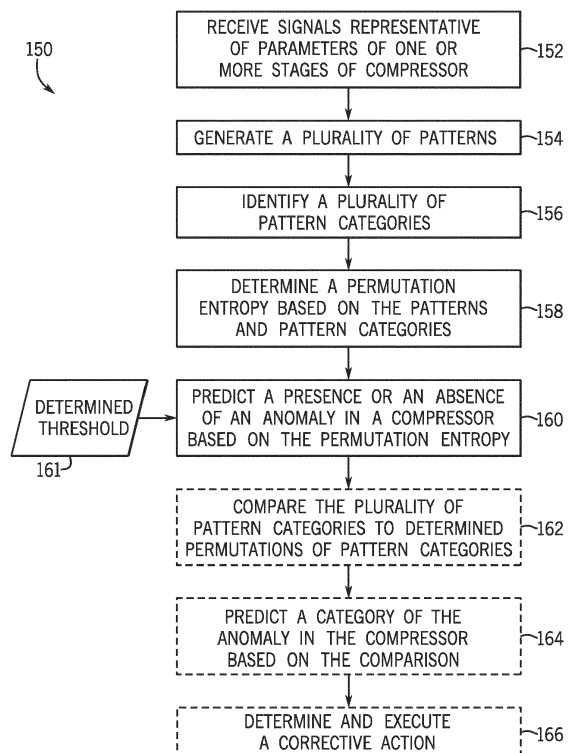 150
RECEIVE SIGNALS REPRESENTATIVE
OF PARAMETERS OF ONE OR
MORE STAGES OF COMPRESSOR
152
GENERATE A PLURALITY OF PATTERNS
154
IDENTIFY A PLURALITY OF
PATTERN CATEGORIES
156
DETERMINE A PERMUTATION
ENTROPY BASED ON THE PATTERNS
AND PATTERN CATEGORIES
158
DETERMINED
THRESHOLD
161
PREDICT A PRESENCE OR AN ABSENCE
OF AN ANOMALY IN A COMPRESSOR
BASED ON THE PERMUTATION ENTROPY
160
COMPARE THE PLURALITY OF
PATTERN CATEGORIES TO DETERMINED
PERMUTATIONS OF PATTERN CATEGORIES
162
PREDICT A CATEGORY OF THE
ANOMALY IN THE COMPRESSOR
BASED ON THE COMPARISON
164
DETERMINE AND EXECUTE
A CORRECTIVE ACTION
166